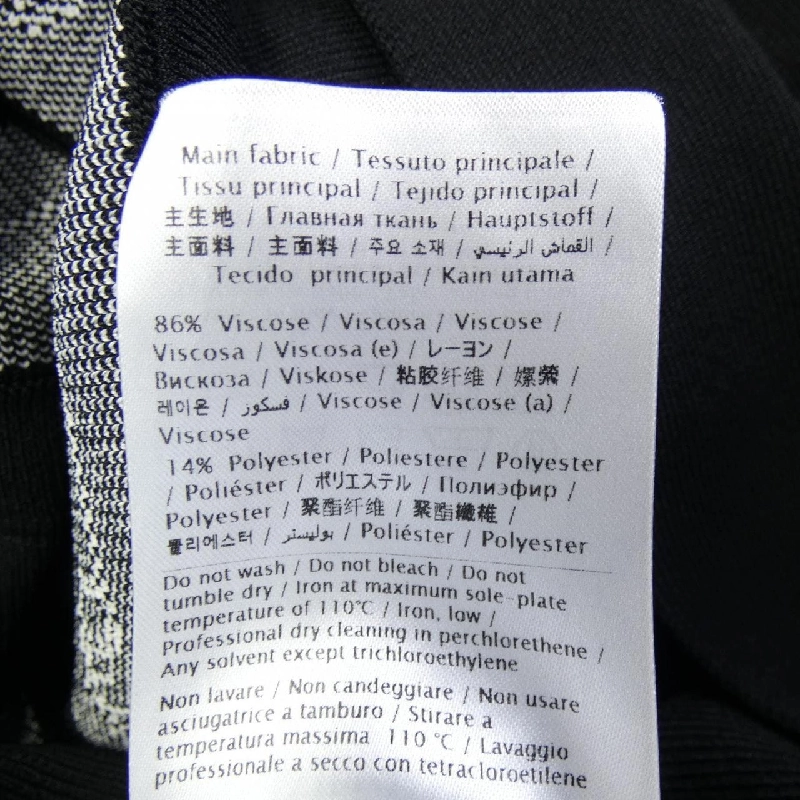 Main fabric / Tessuto principale /
Tissu principal / Tejido principal /
主生地 / Главная ткань / Hauptstoff /
主面料 / 主面料 / 주요 소재 / القماش الرئيسي /
Tecido principal / Kain utama
86% Viscose / Viscosa / Viscose /
Viscosa / Viscosa (e) / レーヨン /
Вискоза / Viskose / 粘胶纤维 / 嫘縈 /
레이온 / فسكوز / Viscose / Viscose (a) /
Viscose
14% Polyester / Poliestere / Polyester
/ Poliéster / ポリエステル / Полиэфир /
Polyester / 聚酯纤维 / 聚酯纖維 /
폴리에스터 / بوليستر / Poliéster / Polyester
Do not wash / Do not bleach / Do not
tumble dry / Iron at maximum sole-plate
temperature of 110°C / Iron, low /
Professional dry cleaning in perchlorethene /
Any solvent except trichloroethylene
Non lavare / Non candeggiare / Non usare
asciugatrice a tamburo / Stirare a
temperatura massima 110 °C / Lavaggio
professionale a secco con tetracloroetilene